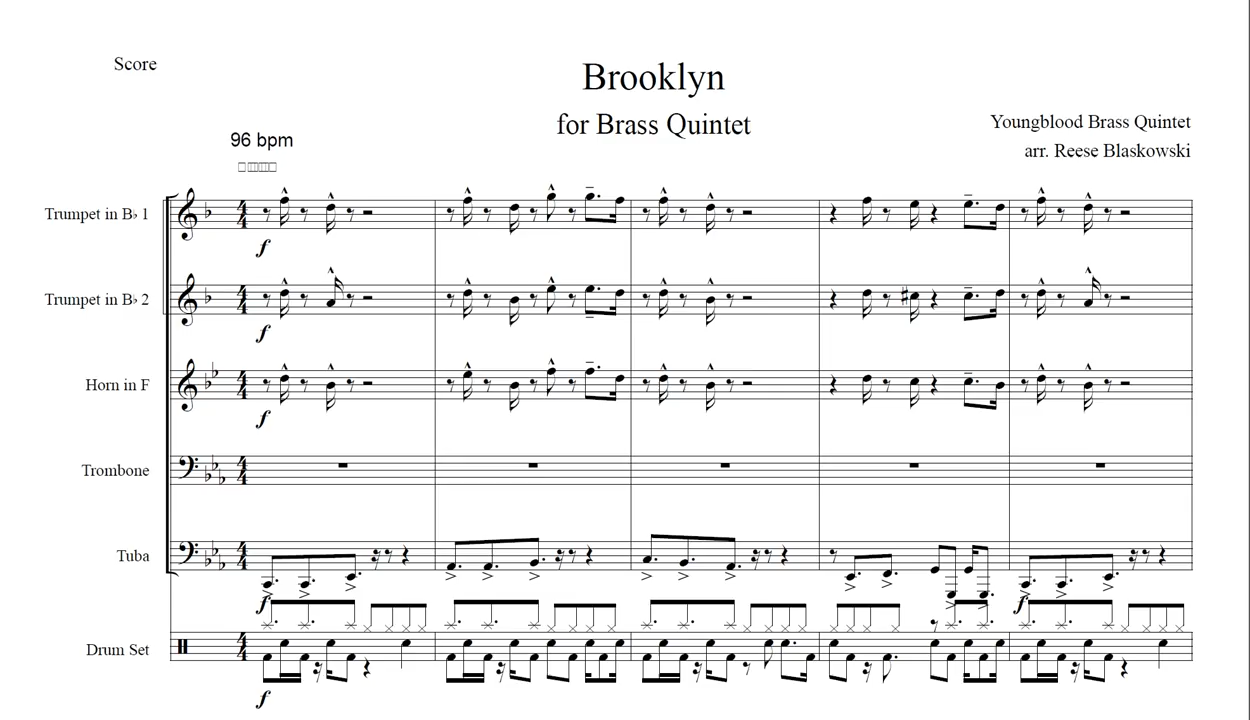 Score
Brooklyn
for Brass Quintet
Youngblood Brass Quintet
arr. Reese Blaskowski
96 bpm
Trumpet in B♭ 1
f
Trumpet in B♭ 2
f
Horn in F
f
Trombone
Tuba
f
f
Drum Set
f